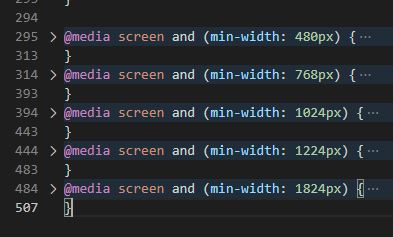 }
294
295 > @media screen and (min-width: 480px) {···
313 }
314 > @media screen and (min-width: 768px) {···
393 }
394 > @media screen and (min-width: 1024px) {···
443 }
444 > @media screen and (min-width: 1224px) {···
483 }
484 > @media screen and (min-width: 1824px) {···
507 }